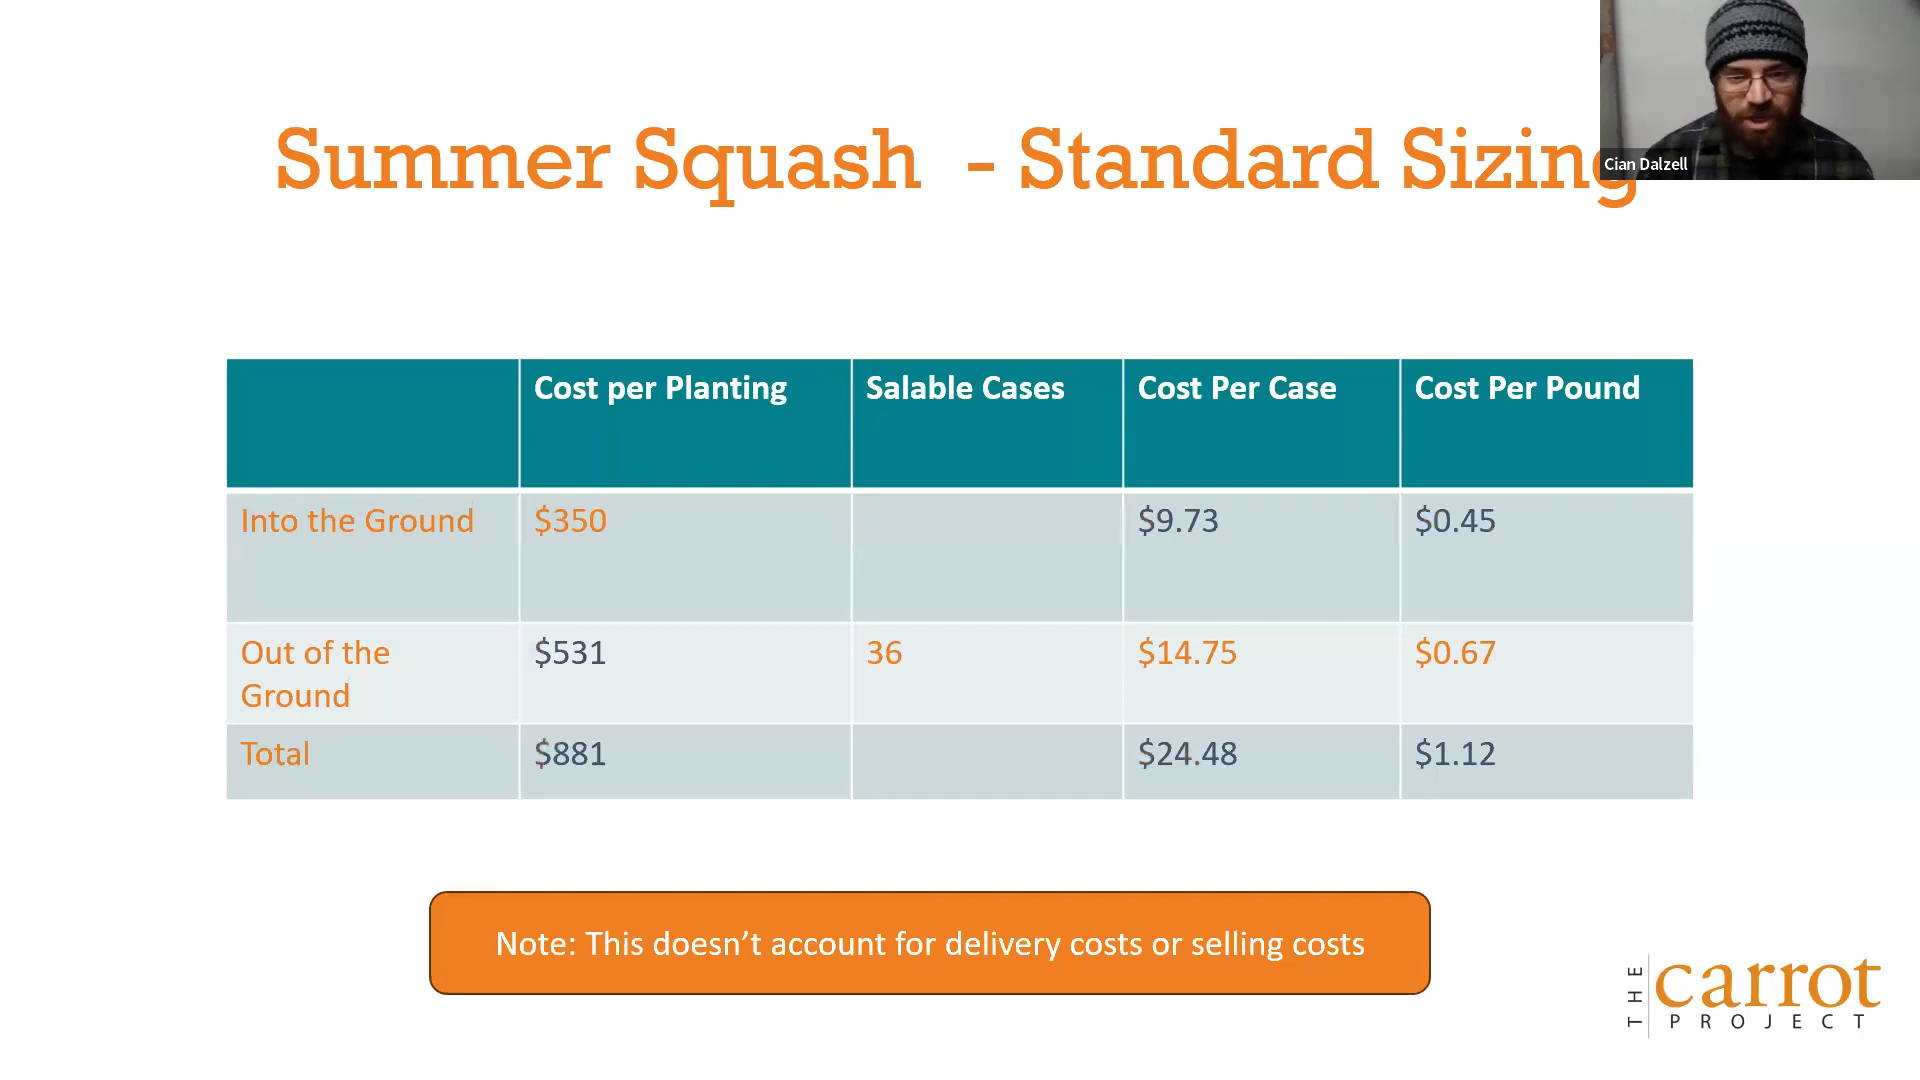 Cian Dalzell
Summer Squash - Standard Sizing
Cost per Planting Salable Cases Cost Per Case Cost Per Pound
Into the Ground $350 $9.73 $0.45
Out of the
Ground $531 36 $14.75 $0.67
Total $881 $24.48 $1.12
Note: This doesn’t account for delivery costs or selling costs
THE
carrot
PROJECT